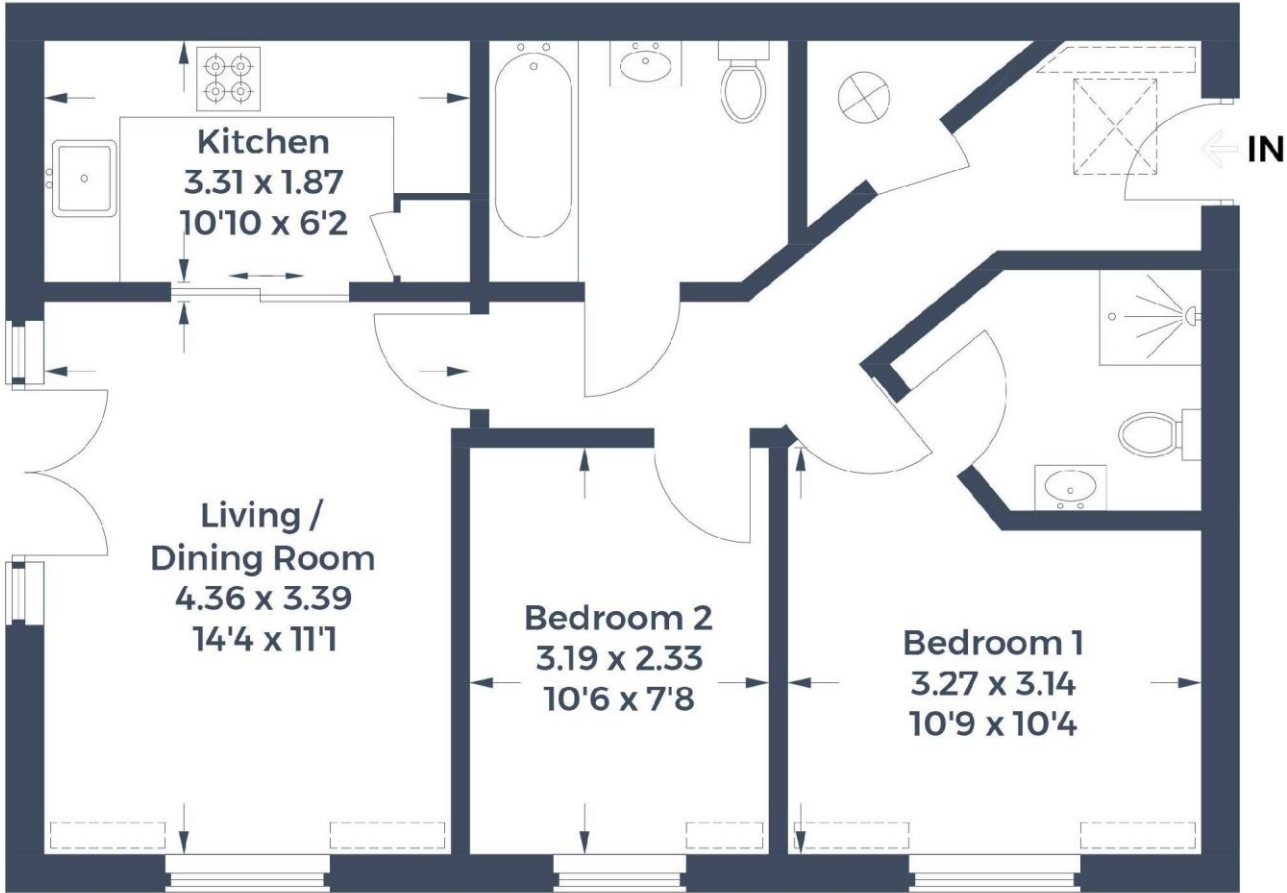 Kitchen
3.31 x 1.87
10'10 x 6'2
IN
Living /
Dining Room
4.36 x 3.39
14'4 x 11'1
Bedroom 2
3.19 x 2.33
10'6 x 7'8
Bedroom 1
3.27 x 3.14
10'9 x 10'4